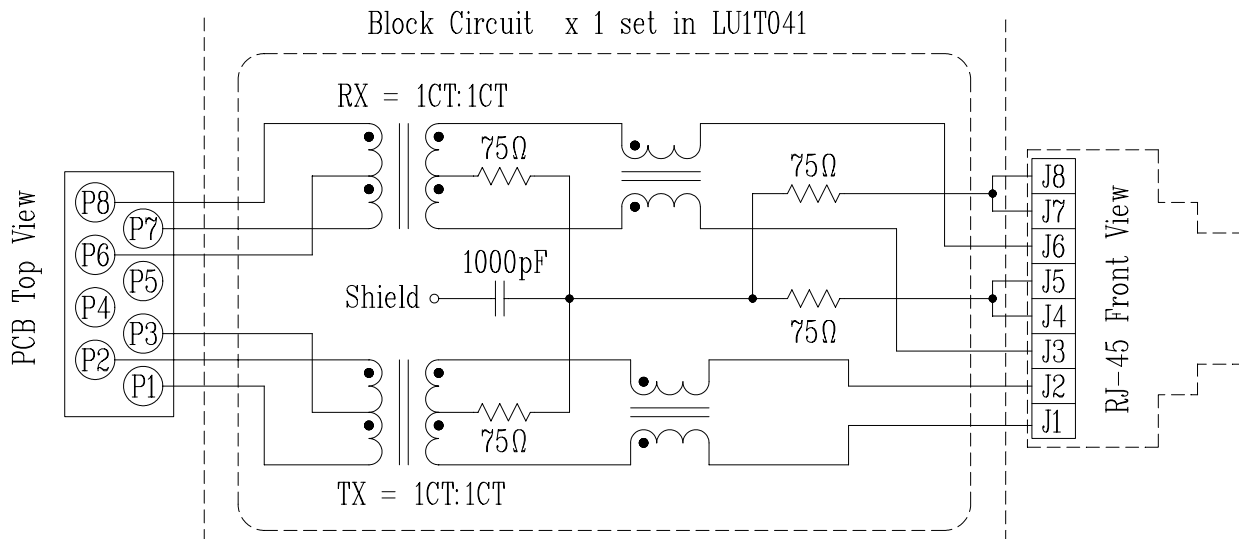 Block Circuit x 1 set in LU1T041
RX = 1CT:1CT
75Ω
75Ω
PCB Top View
P8
P7
P6
P5
P4
P3
P2
P1
1000pF
Shield
75Ω
75Ω
TX = 1CT:1CT
J8
J7
J6
J5
J4
J3
J2
J1
RJ-45 Front View